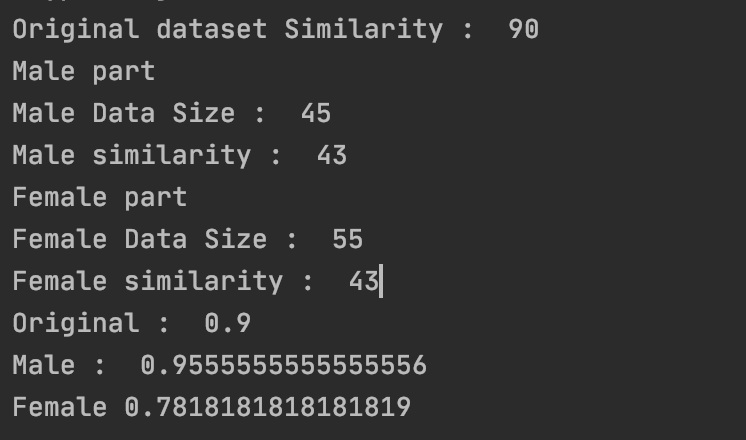 Original dataset Similarity :  90
Male part
Male Data Size :  45
Male similarity :  43
Female part
Female Data Size :  55
Female similarity :  43
Original :  0.9
Male :  0.9555555555555556
Female 0.7818181818181819